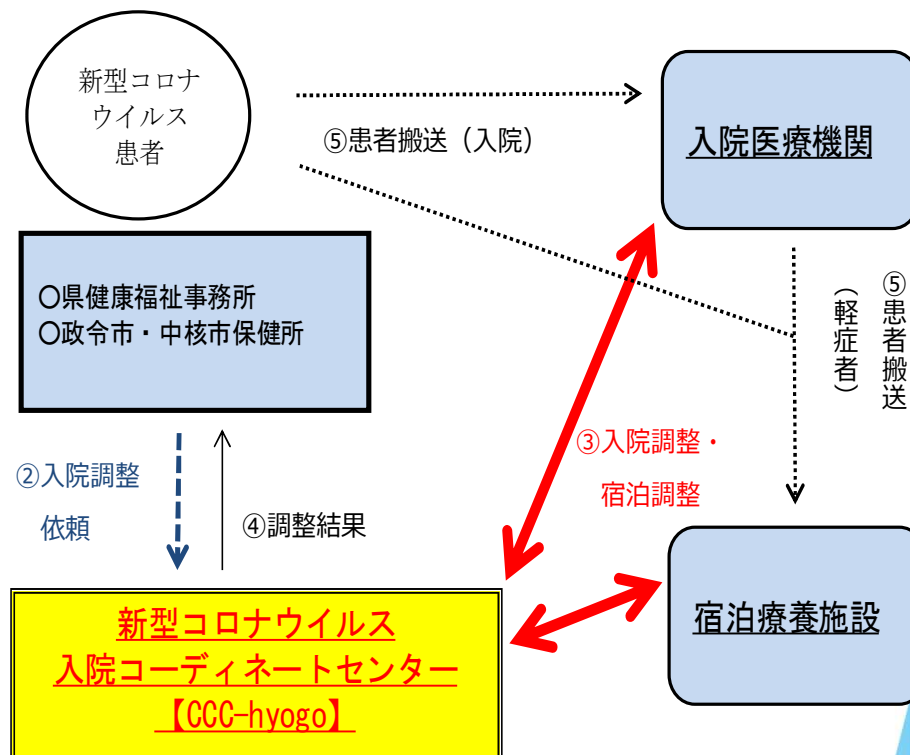 新型コロナ
ウイルス
患者
⑤患者搬送（入院）
入院医療機関
○県健康福祉事務所
○政令市・中核市保健所
⑤患者搬送
（軽症者）
③入院調整・
宿泊調整
②入院調整
依頼
④調整結果
新型コロナウイルス
入院コーディネートセンター
【CCC-hyogo】
宿泊療養施設